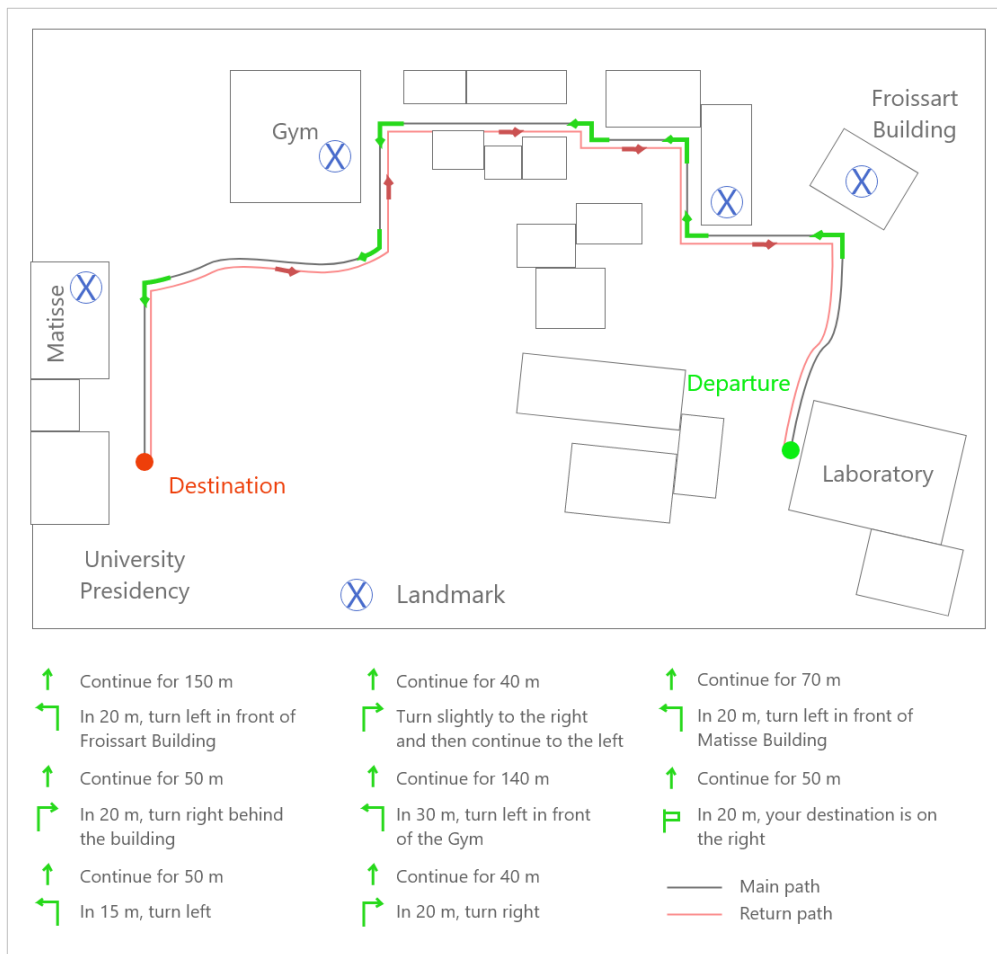 Froissart
Building
Gym
Matisse
Departure
Laboratory
Destination
University
Presidency
Landmark
Continue for 150 m
In 20 m, turn left in front of
Froissart Building
Continue for 50 m
In 20 m, turn right behind
the building
Continue for 50 m
In 15 m, turn left
Continue for 40 m
Turn slightly to the right
and then continue to the left
Continue for 140 m
In 30 m, turn left in front
of the Gym
Continue for 40 m
In 20 m, turn right
Continue for 70 m
In 20 m, turn left in front of
Matisse Building
Continue for 50 m
In 20 m, your destination is on
the right
Main path
Return path